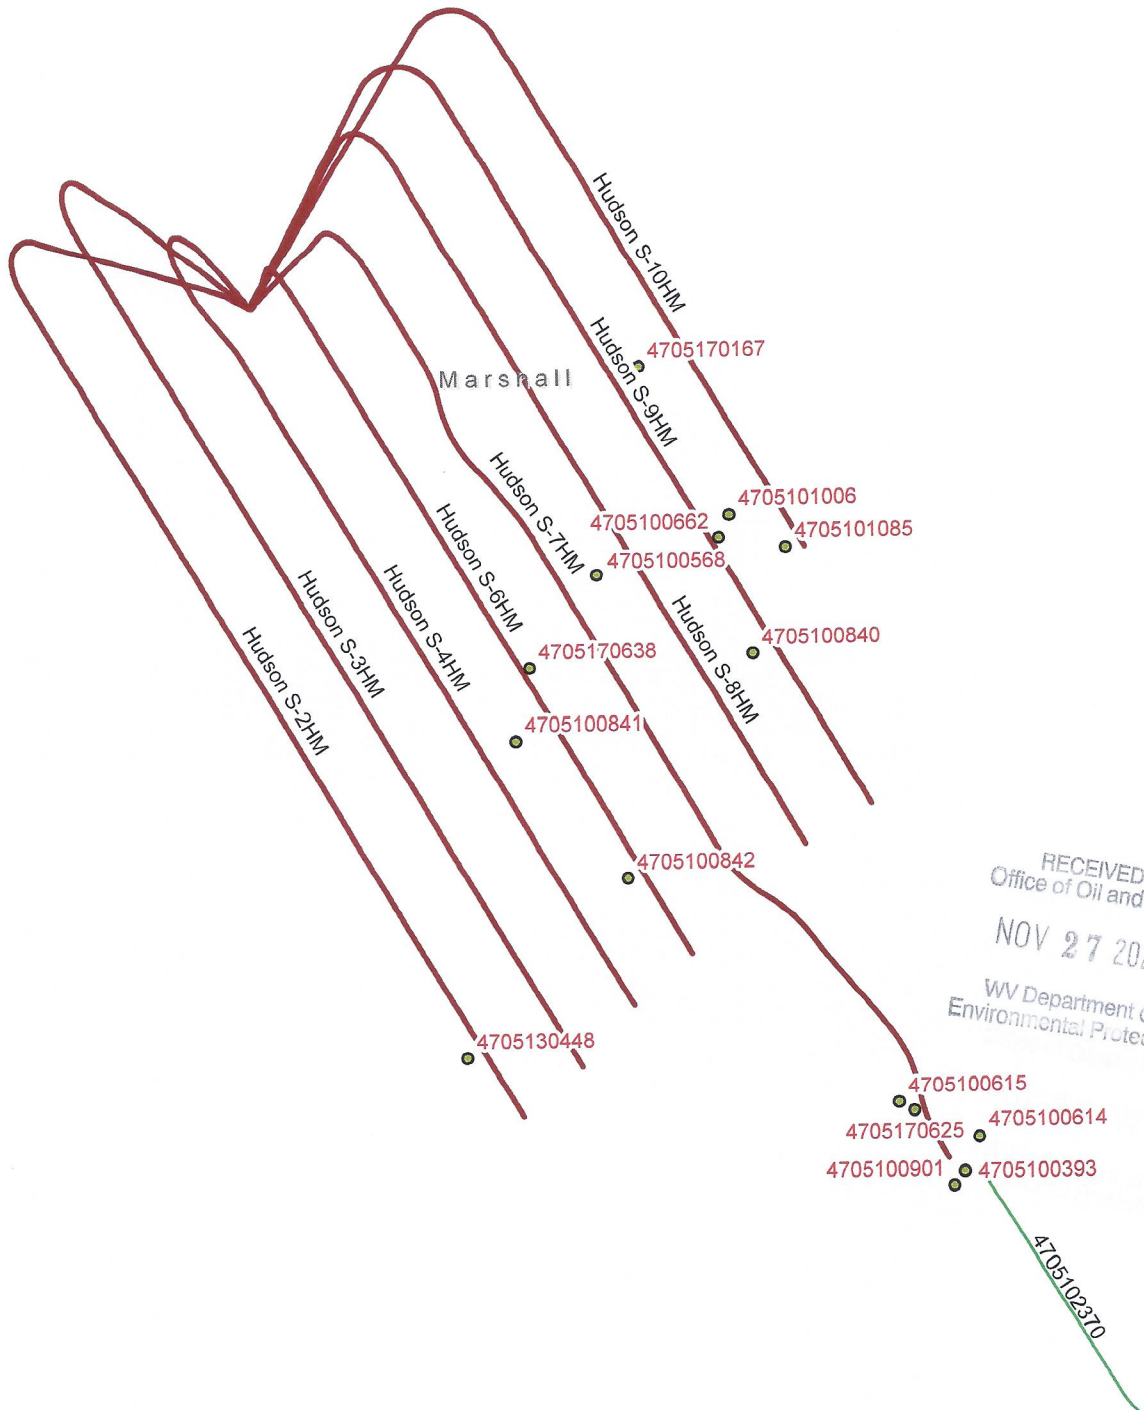 Hudson S-10HM
4705170167
Hudson S-9HM
Marshall
4705101006
4705100662
4705101085
Hudson S-7HM
4705100568
Hudson S-6HM
Hudson S-4HM
Hudson S-3HM
Hudson S-8HM
4705100840
4705170638
Hudson S-2HM
4705100841
4705100842
RECEIVED
Office of Oil and
NOV 27
WV Department
Environmental
4705130448
4705100615
4705100614
4705170625
4705100901
4705100393
4705102370